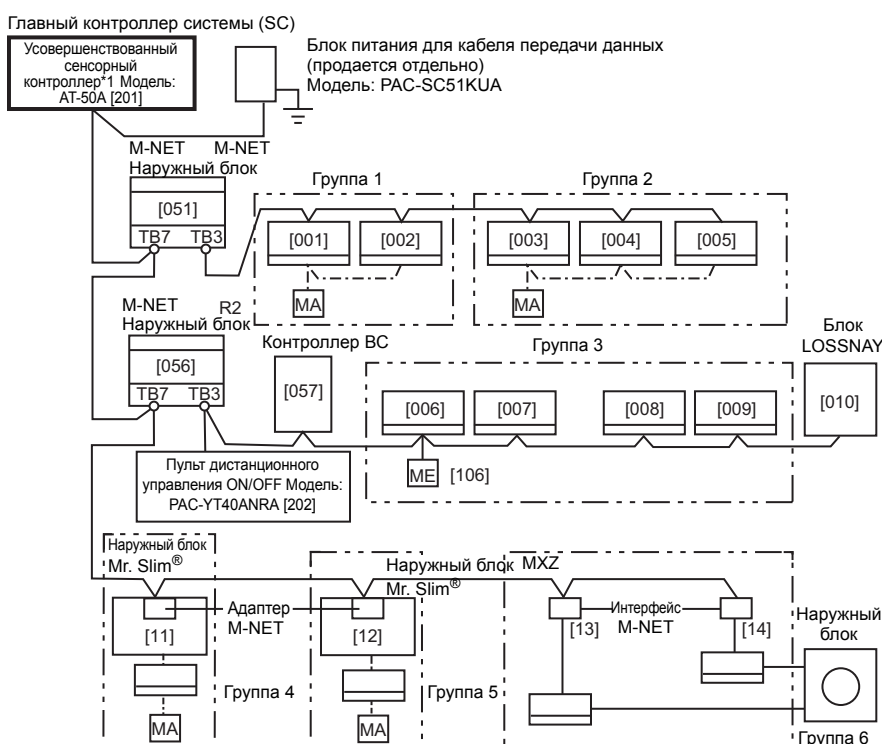 Главный контроллер системы (SC)
Усовершенствованный
сенсорный
контроллер*1 Модель:
AT-50A [201]
Блок питания для кабеля передачи данных
(продается отдельно)
Модель: PAC-SC51KUA
M-NET
M-NET
Наружный блок
[051]
TB7
TB3
Группа 1
[001]
[002]
MA
Группа 2
[003]
[004]
[005]
MA
M-NET
R2
Наружный блок
[056]
TB7
TB3
Контроллер BC
[057]
Группа 3
[006]
[007]
[008]
[009]
ME
[106]
Блок
LOSSNAY
[010]
Пульт дистанционного
управления ON/OFF Модель:
PAC-YT40ANRA [202]
Наружный блок
Mr. Slim®
[11]
Адаптер
M-NET
Группа 4
MA
Наружный блок
Mr. Slim®
[12]
Группа 5
MA
MXZ
[13]
Интерфейс
M-NET
[14]
Наружный
блок
Группа 6